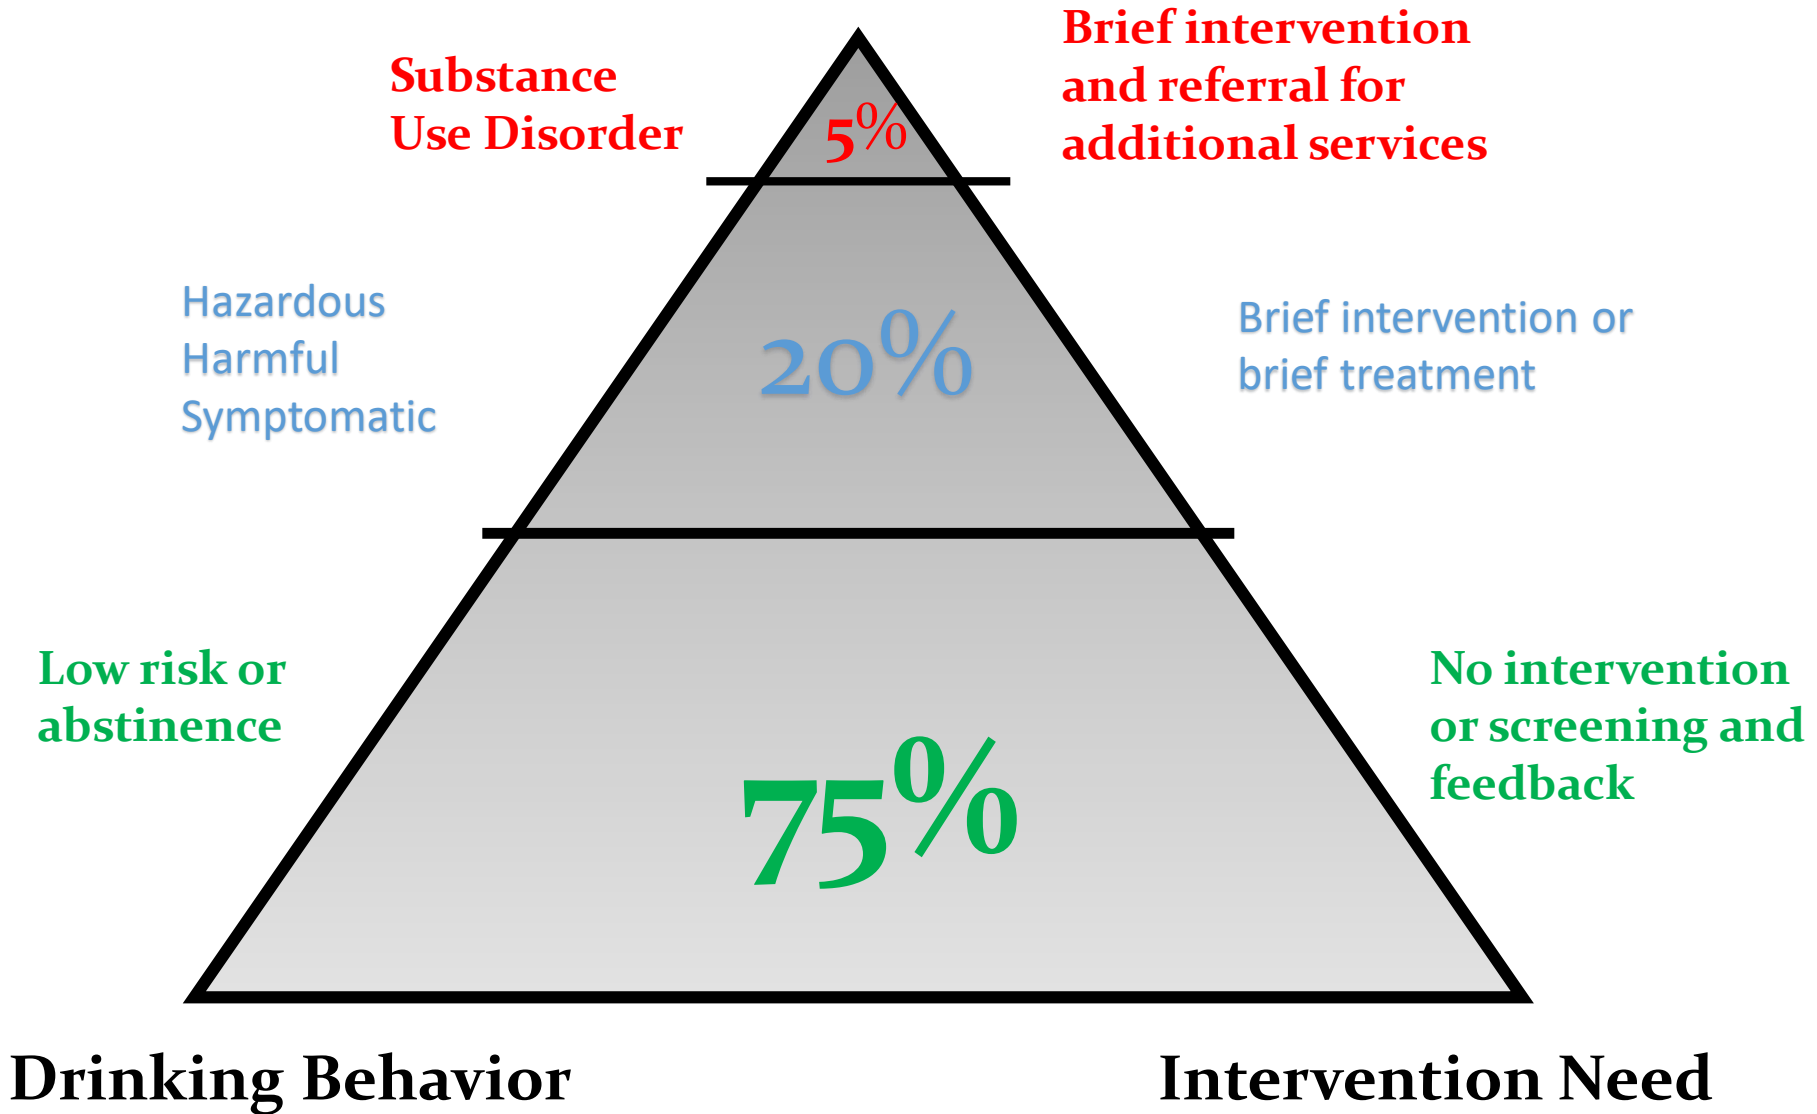 Substance
Use Disorder
5%
Brief intervention
and referral for
additional services
Hazardous
Harmful
Symptomatic
20%
Brief intervention or
brief treatment
Low risk or
abstinence
75%
No intervention
or screening and
feedback
Drinking Behavior
Intervention Need